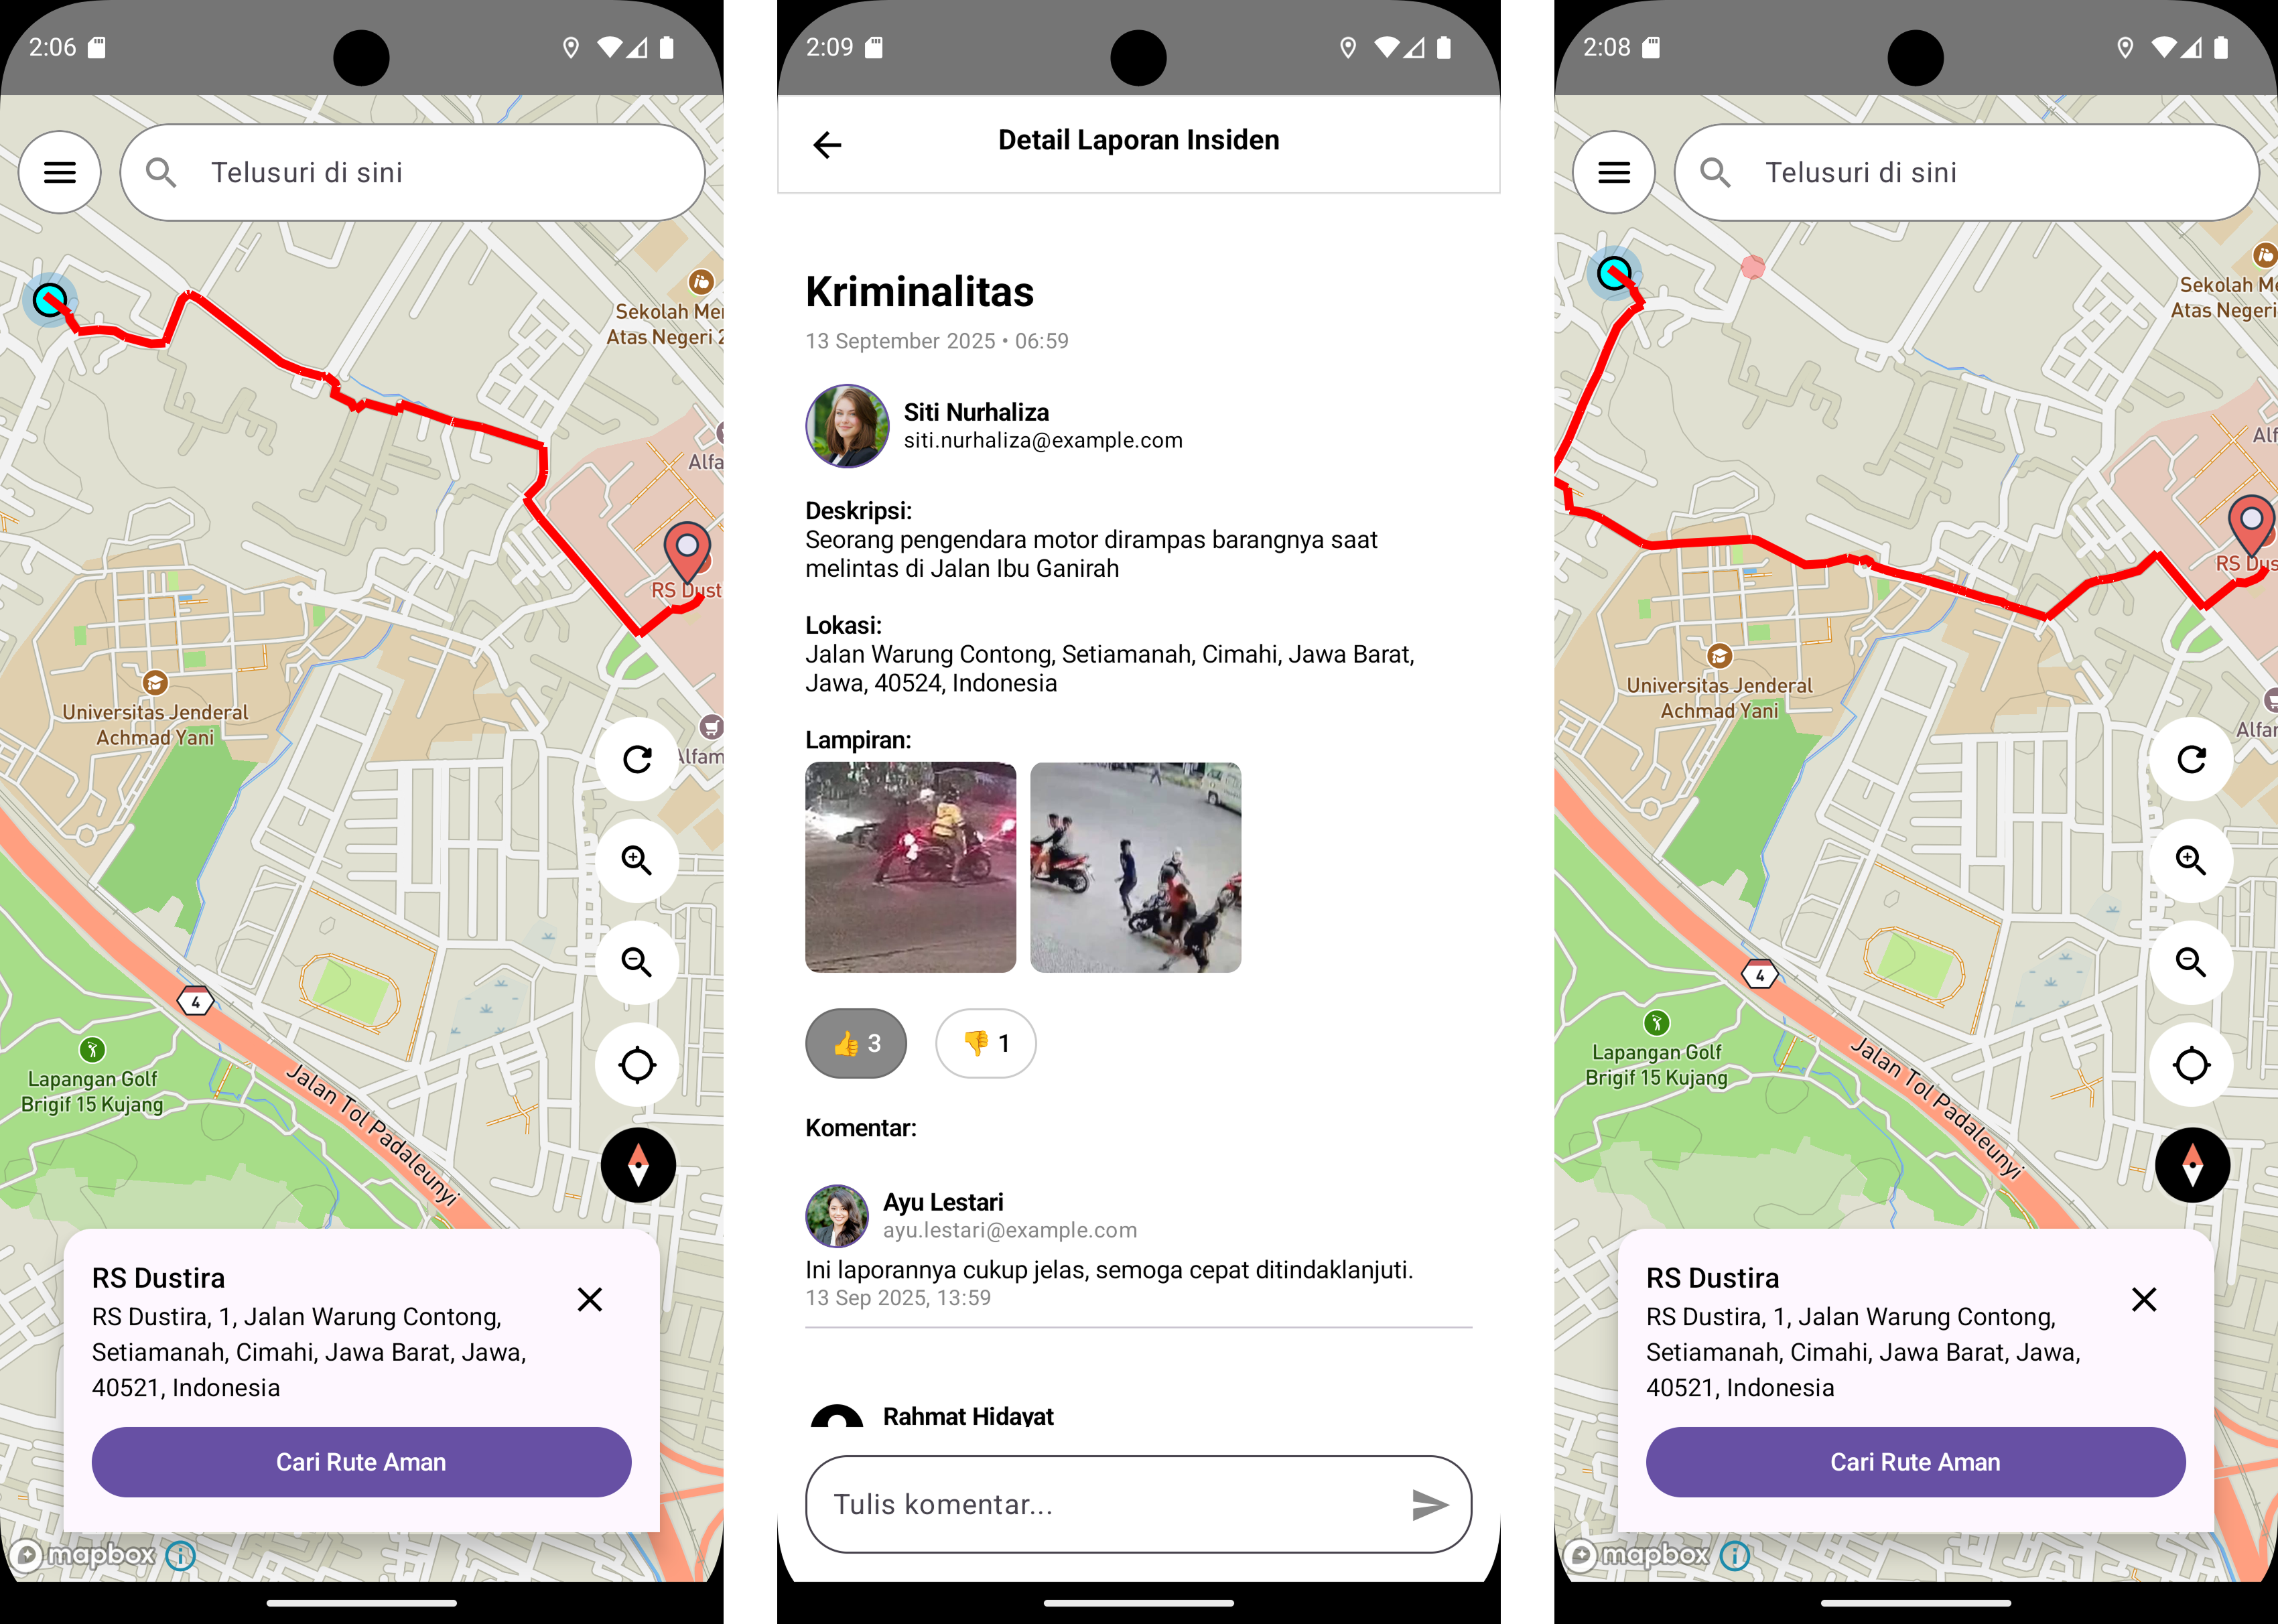 2:06
Telusuri di sini
Sekolah Me
Atas Negeri 2
Alfa
RS Dust
Universitas Jenderal
Achmad Yani
Alfam
4
Lapangan Golf
Brigif 15 Kujang
Jalan Tol Padaleunyi
RS Dustira
RS Dustira, 1, Jalan Warung Contong,
Setiamanah, Cimahi, Jawa Barat, Jawa,
40521, Indonesia
Cari Rute Aman
mapbox
2:09
Detail Laporan Insiden
Kriminalitas
13 September 2025 • 06:59
Siti Nurhaliza
siti.nurhaliza@example.com
Deskripsi:
Seorang pengendara motor dirampas barangnya saat
melintas di Jalan Ibu Ganirah
Lokasi:
Jalan Warung Contong, Setiamanah, Cimahi, Jawa Barat,
Jawa, 40524, Indonesia
Lampiran:
👍 3
👎 1
Komentar:
Ayu Lestari
ayu.lestari@example.com
Ini laporannya cukup jelas, semoga cepat ditindaklanjuti.
13 Sep 2025, 13:59
Rahmat Hidayat
Tulis komentar...
2:08
Telusuri di sini
Sekolah Me
Atas Negeri
Alf
RS Dus
Universitas Jenderal
Achmad Yani
Alfar
4
Lapangan Golf
Brigif 15 Kujang
Jalan Tol Padaleunyi
RS Dustira
RS Dustira, 1, Jalan Warung Contong,
Setiamanah, Cimahi, Jawa Barat, Jawa,
40521, Indonesia
Cari Rute Aman
mapbox